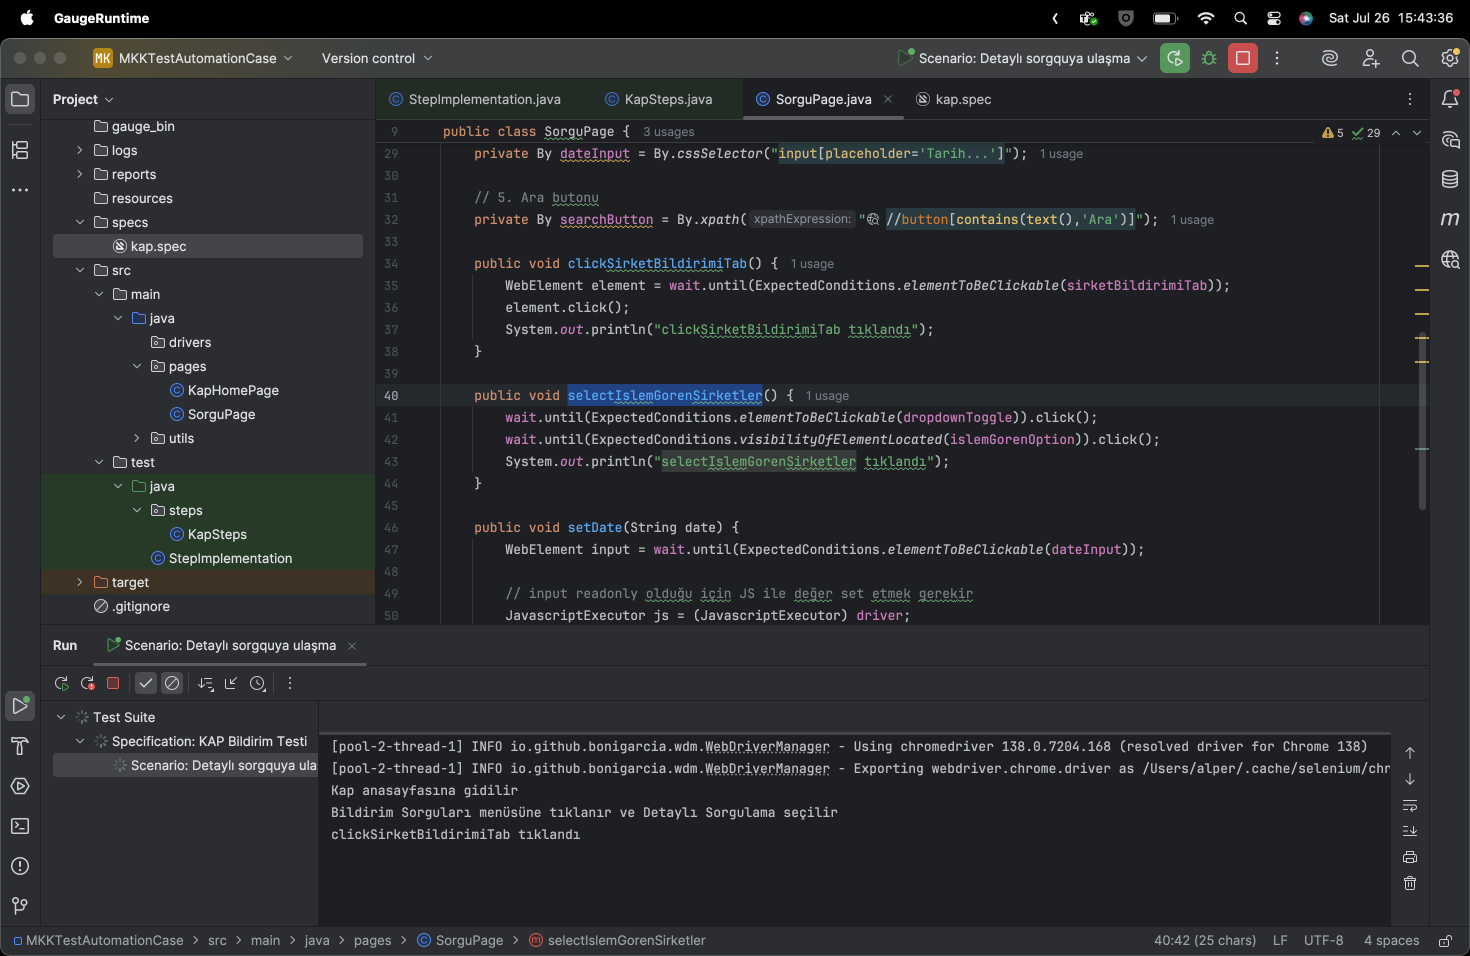 GaugeRuntime
Sat Jul 26 15:43:36
MK MKKTestAutomationCase
Version control
Scenario: Detaylı sorgquya ulaşma
Project
StepImplementation.java
KapSteps.java
SorguPage.java
kap.spec
gauge_bin
logs
reports
resources
specs
kap.spec
src
main
java
drivers
pages
KapHomePage
SorguPage
utils
test
java
steps
KapSteps
StepImplementation
target
.gitignore
9 public class SorguPage { 3 usages
5 29
29 private By dateInput = By.cssSelector("input[placeholder='Tarih...']"); 1 usage
30
31 // 5. Ara butonu
32 private By searchButton = By.xpath( xpathExpression: "//button[contains(text(),'Ara')]"); 1 usage
33
34 public void clickSirketBildirimiTab() { 1 usage
35 WebElement element = wait.until(ExpectedConditions.elementToBeClickable(sirketBildirimiTab));
36 element.click();
37 System.out.println("clickSirketBildirimiTab tıklandı");
38 }
39
40 public void selectIslemGorenSirketler() { 1 usage
41 wait.until(ExpectedConditions.elementToBeClickable(dropdownToggle)).click();
42 wait.until(ExpectedConditions.visibilityOfElementLocated(islemGorenOption)).click();
43 System.out.println("selectIslemGorenSirketler tıklandı");
44 }
45
46 public void setDate(String date) {
47 WebElement input = wait.until(ExpectedConditions.elementToBeClickable(dateInput));
48
49 // input readonly olduğu için JS ile değer set etmek gerekir
50 JavascriptExecutor js = (JavascriptExecutor) driver;
Run
Scenario: Detaylı sorgquya ulaşma
Test Suite
Specification: KAP Bildirim Testi
Scenario: Detaylı sorgquya ula
[pool-2-thread-1] INFO io.github.bonigarcia.wdm.WebDriverManager - Using chromedriver 138.0.7204.168 (resolved driver for Chrome 138)
[pool-2-thread-1] INFO io.github.bonigarcia.wdm.WebDriverManager - Exporting webdriver.chrome.driver as /Users/alper/.cache/selenium/chr
Kap anasayfasına gidilir
Bildirim Sorguları menüsüne tıklanır ve Detaylı Sorgulama seçilir
clickSirketBildirimiTab tıklandı
MKKTestAutomationCase > src > main > java > pages > SorguPage > selectIslemGorenSirketler
40:42 (25 chars) LF UTF-8 4 spaces